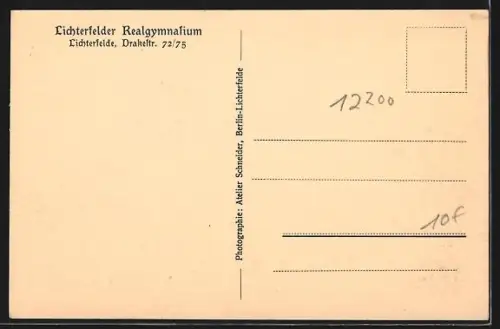 Lichterfelder Realgymnasium
Lichterfelde, Drakestr. 72/75
Photographie: Atelier Schneider, Berlin-Lichterfelde
12200
10f